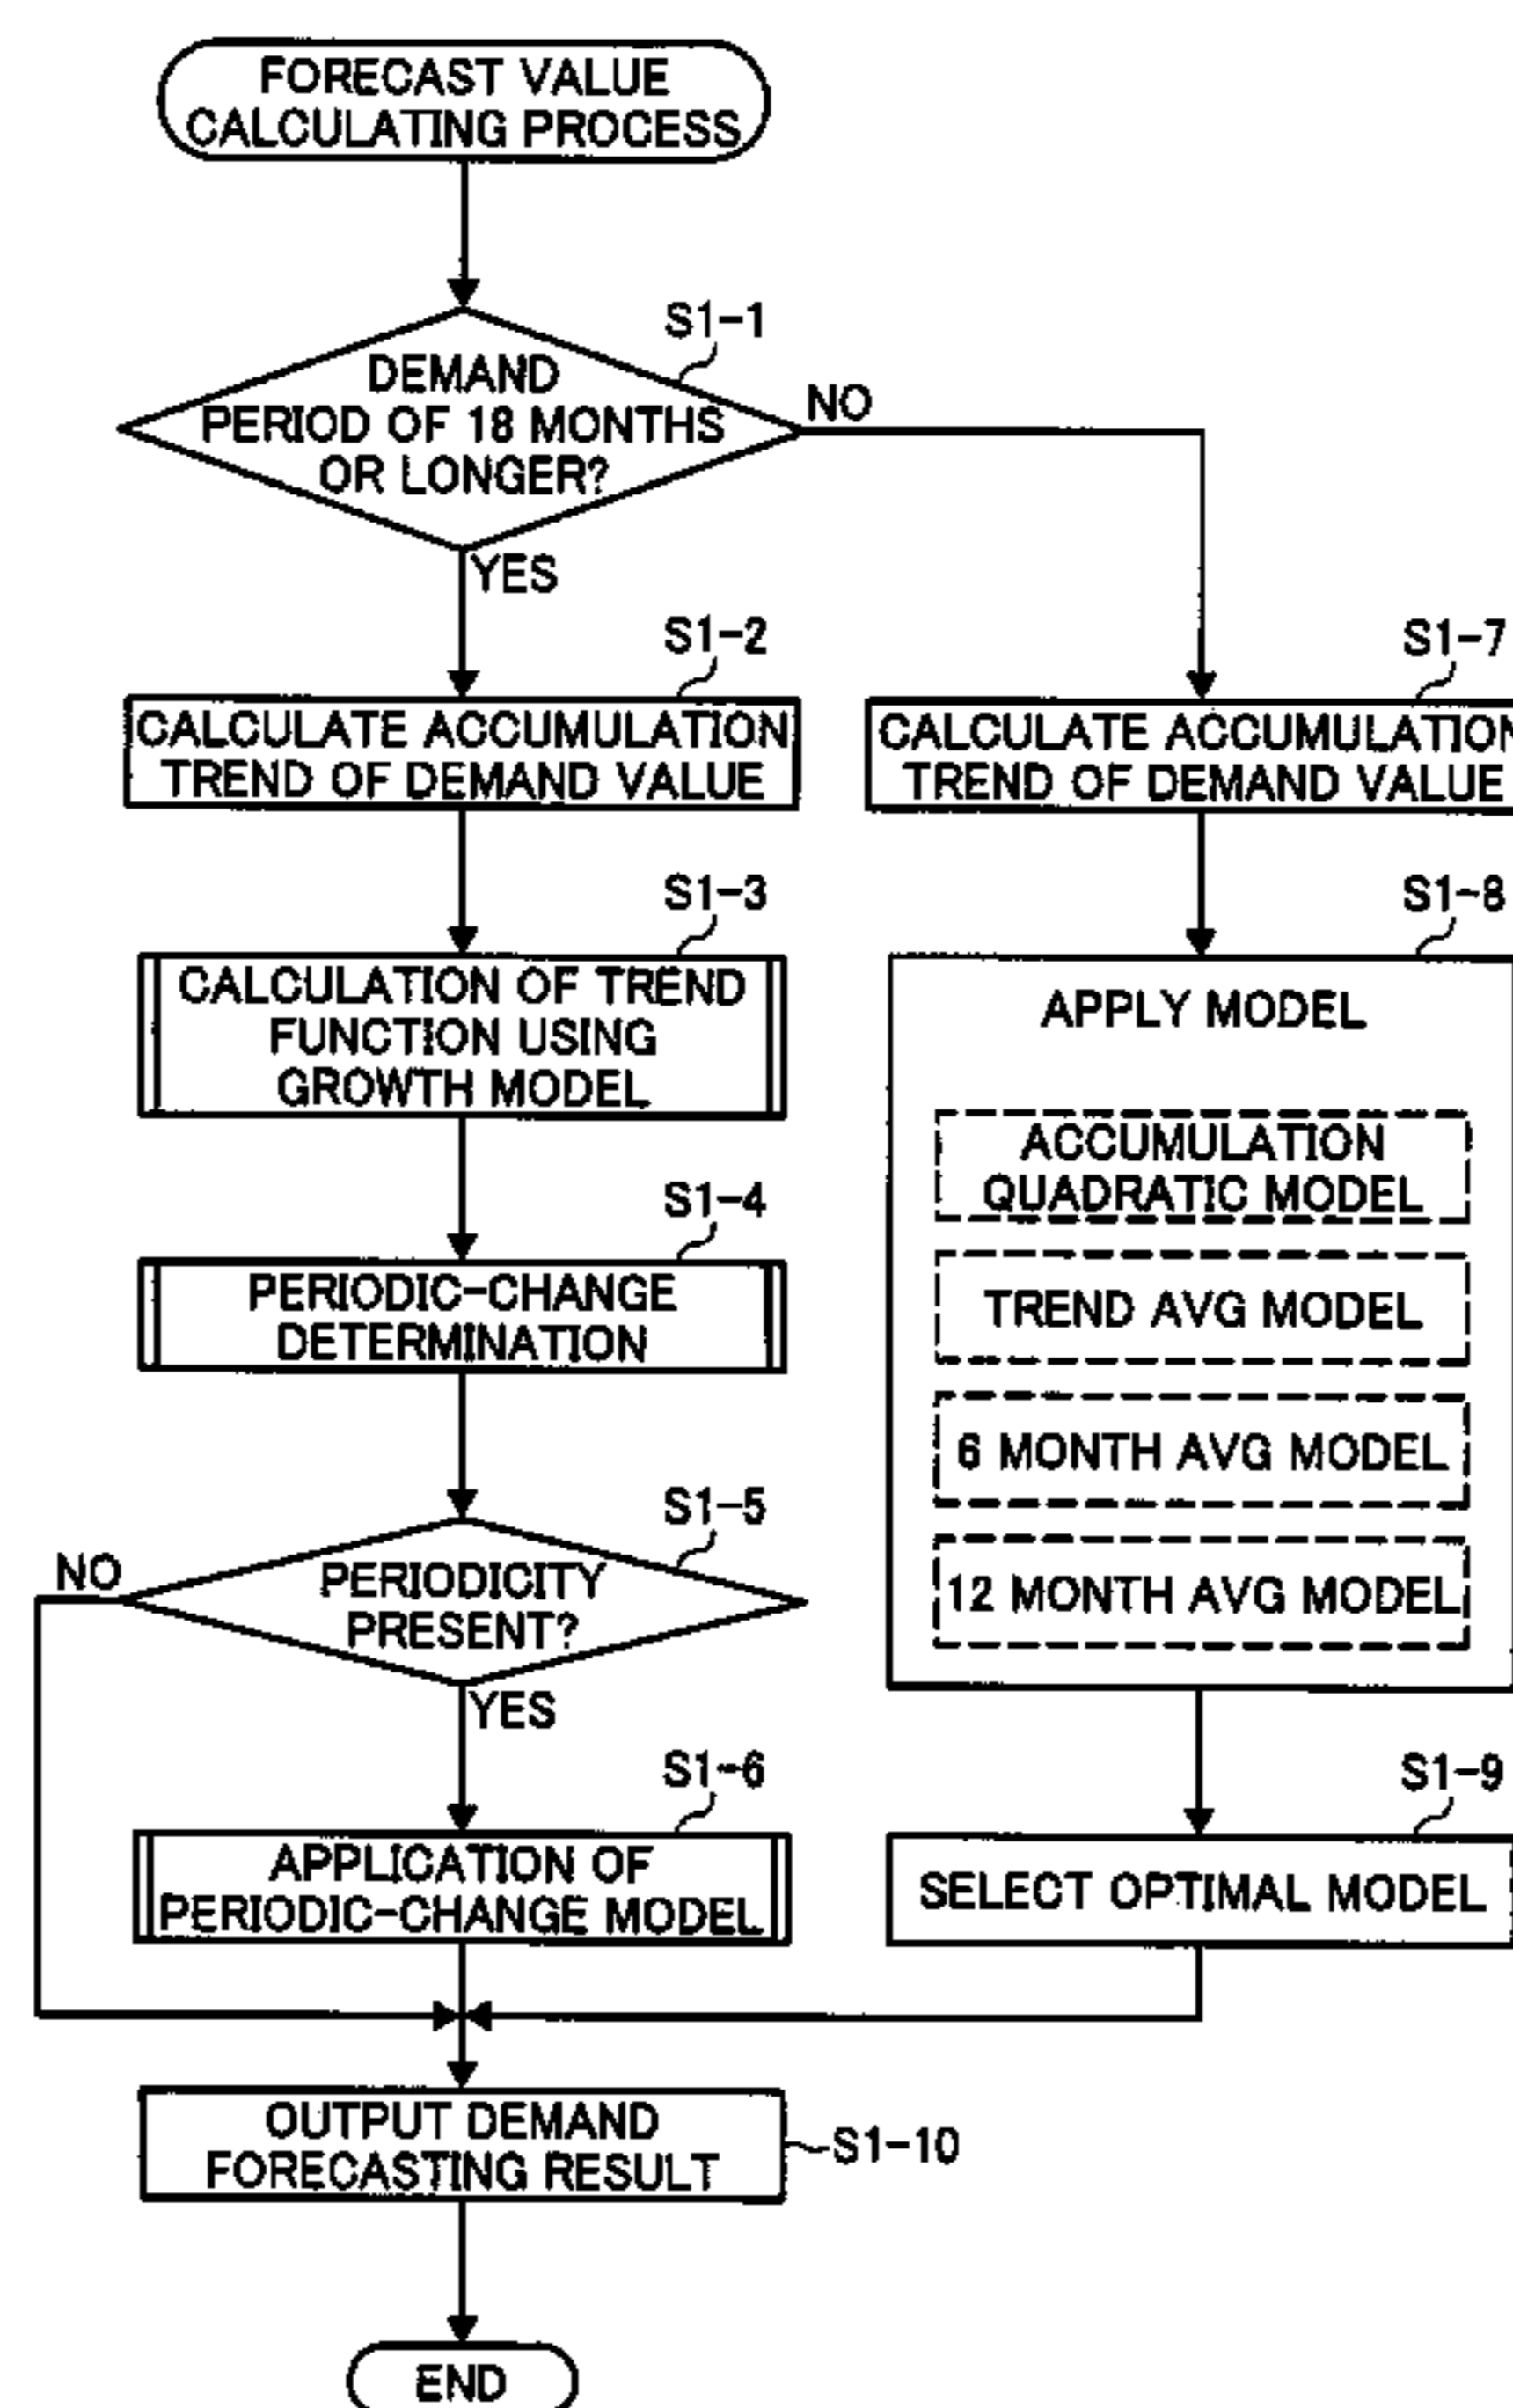 FORECAST VALUE
CALCULATING PROCESS
S1-1
DEMAND
PERIOD OF 18 MONTHS
OR LONGER?
NO
YES
S1-2
CALCULATE ACCUMULATION
TREND OF DEMAND VALUE
S1-3
CALCULATION OF TREND
FUNCTION USING
GROWTH MODEL
S1-4
PERIODIC-CHANGE
DETERMINATION
S1-5
NO
PERIODICITY
PRESENT?
YES
S1-6
APPLICATION OF
PERIODIC-CHANGE MODEL
S1-7
CALCULATE ACCUMULATION
TREND OF DEMAND VALUE
S1-8
APPLY MODEL
ACCUMULATION
QUADRATIC MODEL
TREND AVG MODEL
6 MONTH AVG MODEL
12 MONTH AVG MODEL
S1-9
SELECT OPTIMAL MODEL
OUTPUT DEMAND
FORECASTING RESULT
S1-10
END